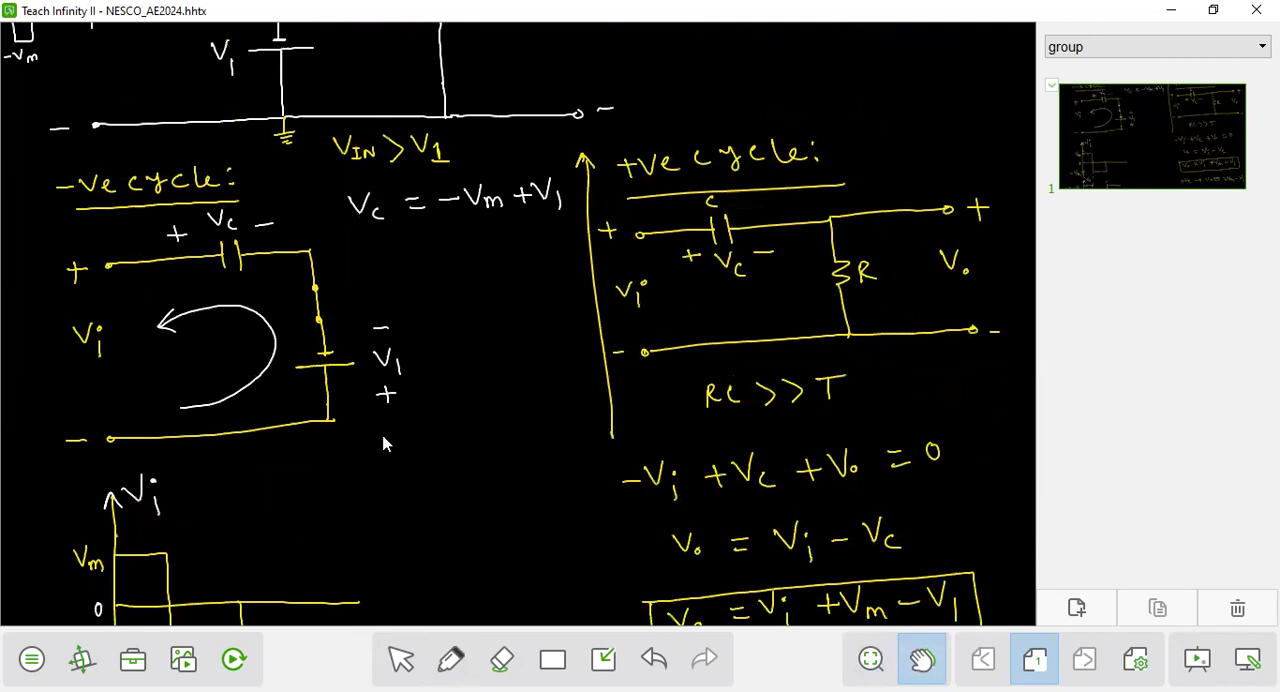 Teach Infinity II - NESCO_AE2024.hhtx
group
-Vm
V1
-
-
VIN > V1
-ve cycle:
Vc = -Vm + V1
+ Vc -
+
Vi
-
-
V1
+
+ve cycle:
C
+
+ Vc -
Vi
-
R
+
Vo
-
RC >> T
-Vi + Vc + Vo = 0
Vo = Vi - Vc
Vo = Vi + Vm - V1
Vi
Vm
0
1
1